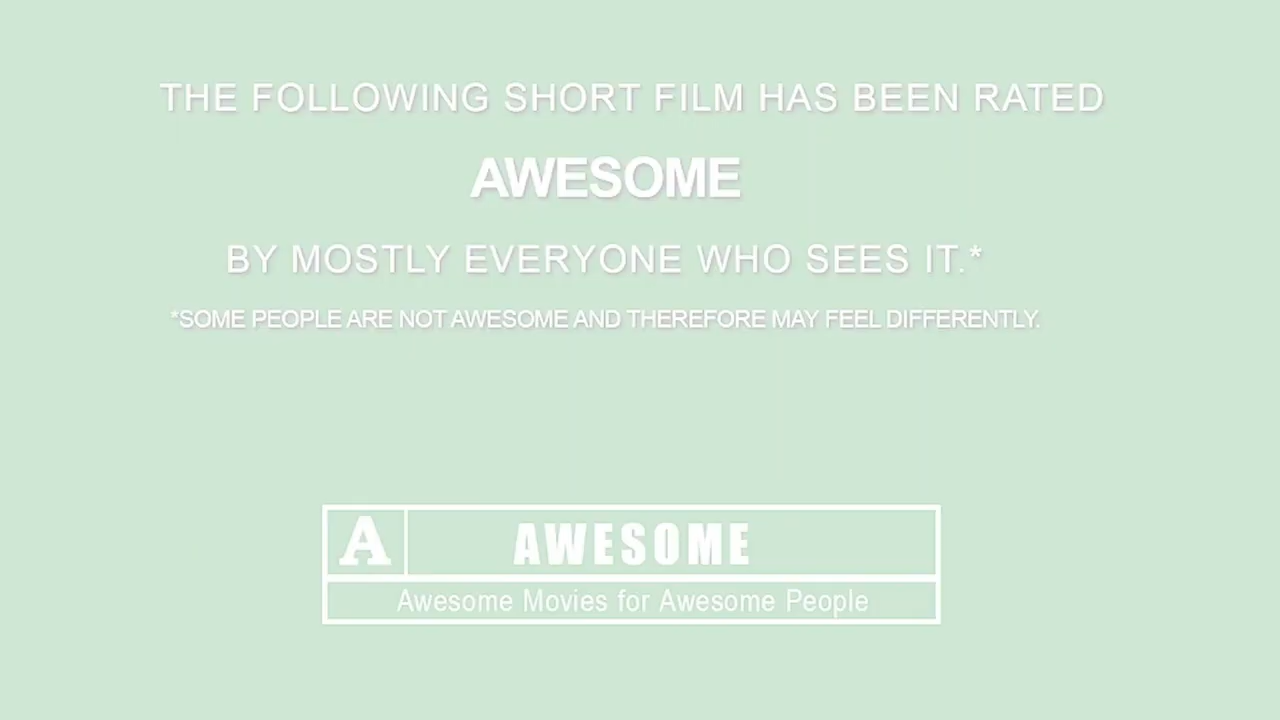 THE FOLLOWING SHORT FILM HAS BEEN RATED
AWESOME
BY MOSTLY EVERYONE WHO SEES IT.*
*SOME PEOPLE ARE NOT AWESOME AND THEREFORE MAY FEEL DIFFERENTLY.
A AWESOME
Awesome Movies for Awesome People